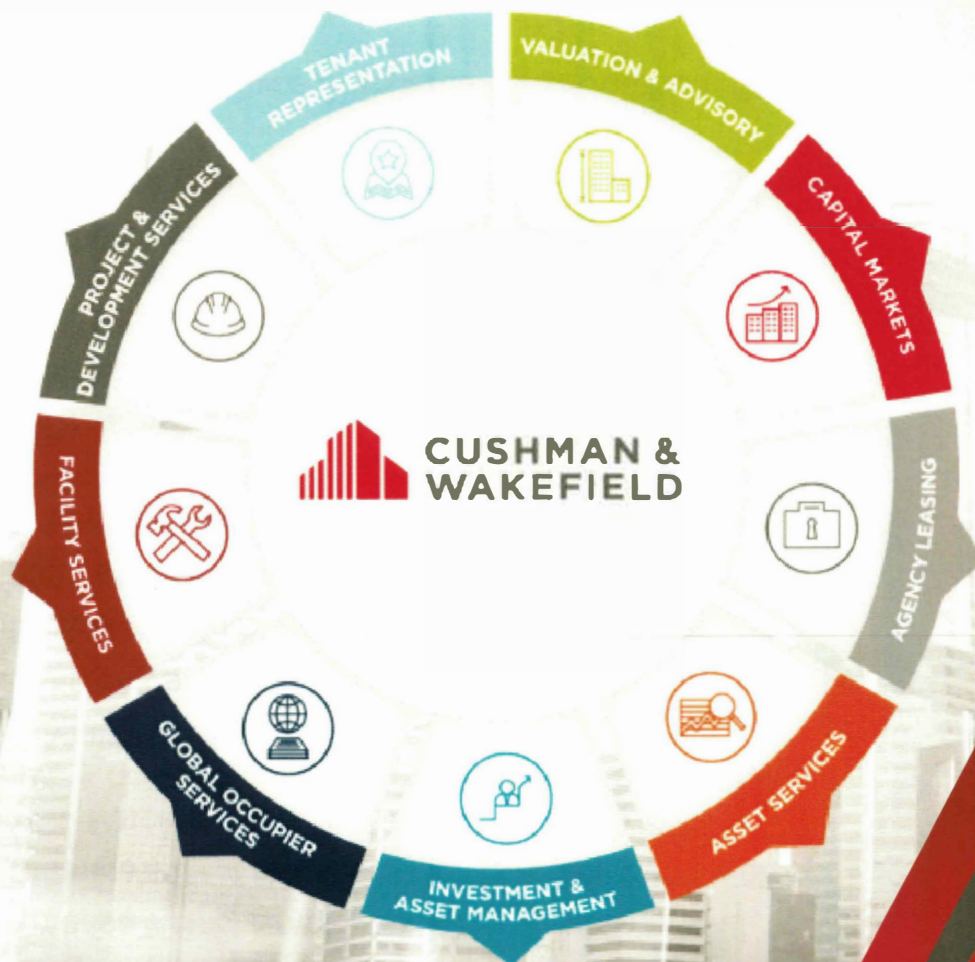 TENANT
REPRESENTATION
VALUATION & ADVISORY
CAPITAL MARKETS
AGENCY LEASING
ASSET SERVICES
INVESTMENT &
ASSET MANAGEMENT
GLOBAL OCCUPIER
SERVICES
FACILITY SERVICES
PROJECT &
DEVELOPMENT SERVICES
CUSHMAN &
WAKEFIELD